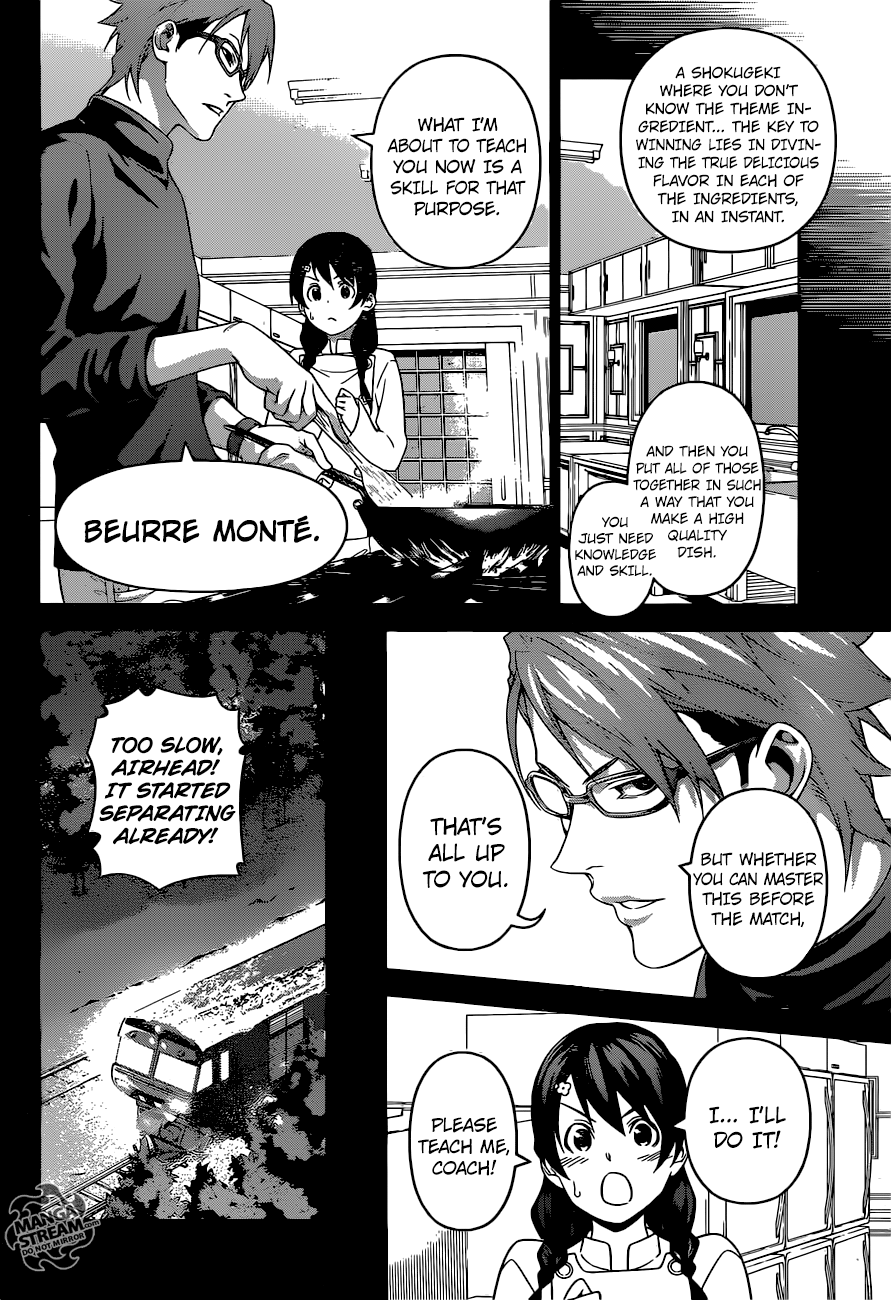 A SHOKUGEKI
WHERE YOU DON'T
KNOW THE THEME IN-
GREDIENT... THE KEY TO
WINNING LIES IN DIVIN-
ING THE TRUE DELICIOUS
FLAVOR IN EACH OF
THE INGREDIENTS,
IN AN INSTANT.
AND THEN YOU
PUT ALL OF THOSE
TOGETHER IN SUCH
A WAY THAT YOU
MAKE A HIGH
QUALITY
DISH.
YOU
JUST NEED
KNOWLEDGE
AND SKILL.
WHAT I'M
ABOUT TO TEACH
YOU NOW IS A
SKILL FOR THAT
PURPOSE.
BEURRE MONTÉ.
BUT WHETHER
YOU CAN MASTER
THIS BEFORE
THE MATCH,
THAT'S
ALL UP
TO YOU.
I... I'LL
DO IT!
PLEASE
TEACH ME,
COACH!
TOO SLOW,
AIRHEAD!
IT STARTED
SEPARATING
ALREADY!
MANGA
STREAM.com
DO NOT MIRROR